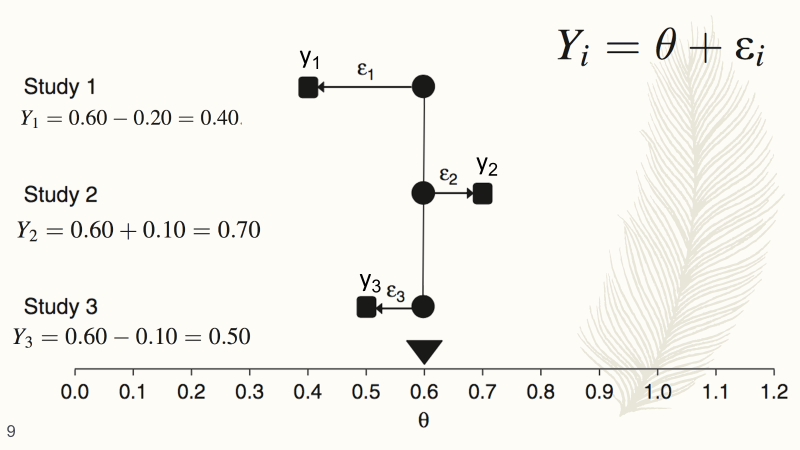 Yᵢ = θ + εᵢ
y₁
ε₁
Study 1
Y₁ = 0.60 − 0.20 = 0.40.
y₂
ε₂
Study 2
Y₂ = 0.60 + 0.10 = 0.70
y₃ ε₃
Study 3
Y₃ = 0.60 − 0.10 = 0.50
0.0 0.1 0.2 0.3 0.4 0.5 0.6 0.7 0.8 0.9 1.0 1.1 1.2
θ
9